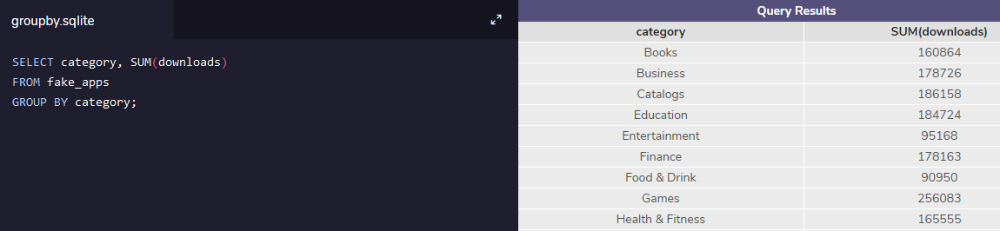 groupby.sqlite
SELECT category, SUM(downloads)
FROM fake_apps
GROUP BY category;
Query Results
category SUM(downloads)
Books 160864
Business 178726
Catalogs 186158
Education 184724
Entertainment 95168
Finance 178163
Food & Drink 90950
Games 256083
Health & Fitness 165555